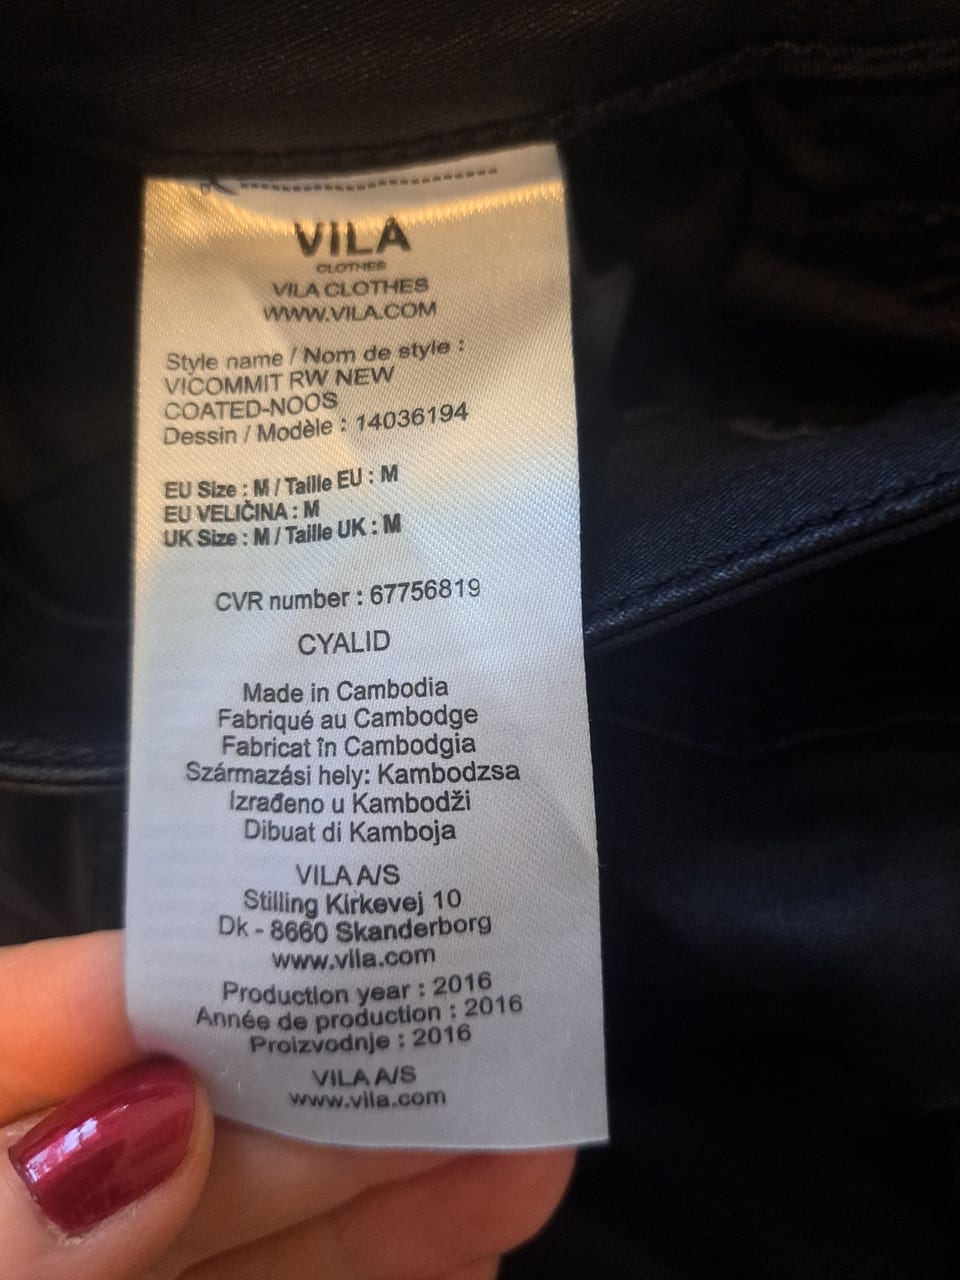 VILA
CLOTHES
VILA CLOTHES
WWW.VILA.COM
Style name / Nom de style :
VICOMMIT RW NEW
COATED-NOOS
Dessin / Modèle : 14036194
EU Size : M / Taille EU : M
EU VELIČINA : M
UK Size : M / Taille UK : M
CVR number : 67756819
CYALID
Made in Cambodia
Fabriqué au Cambodge
Fabricat în Cambodgia
Származási hely: Kambodzsa
Izrađeno u Kambodži
Dibuat di Kamboja
VILA A/S
Stilling Kirkevej 10
Dk - 8660 Skanderborg
www.vila.com
Production year : 2016
Année de production : 2016
Proizvodnje : 2016
VILA A/S
www.vila.com